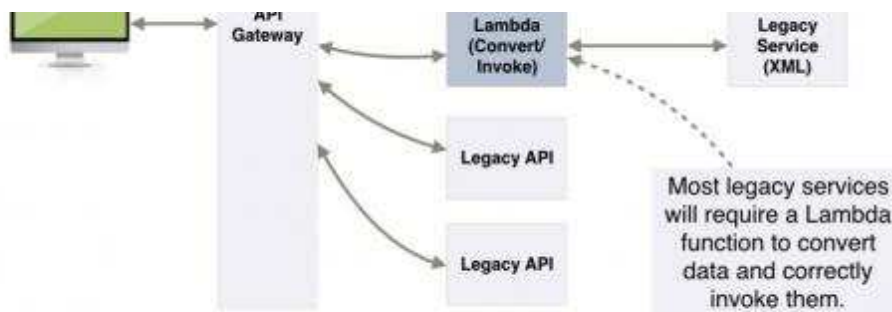 API
Gateway
Lambda
(Convert/
Invoke)
Legacy
Service
(XML)
Legacy API
Legacy API
Most legacy services
will require a Lambda
function to convert
data and correctly
invoke them.